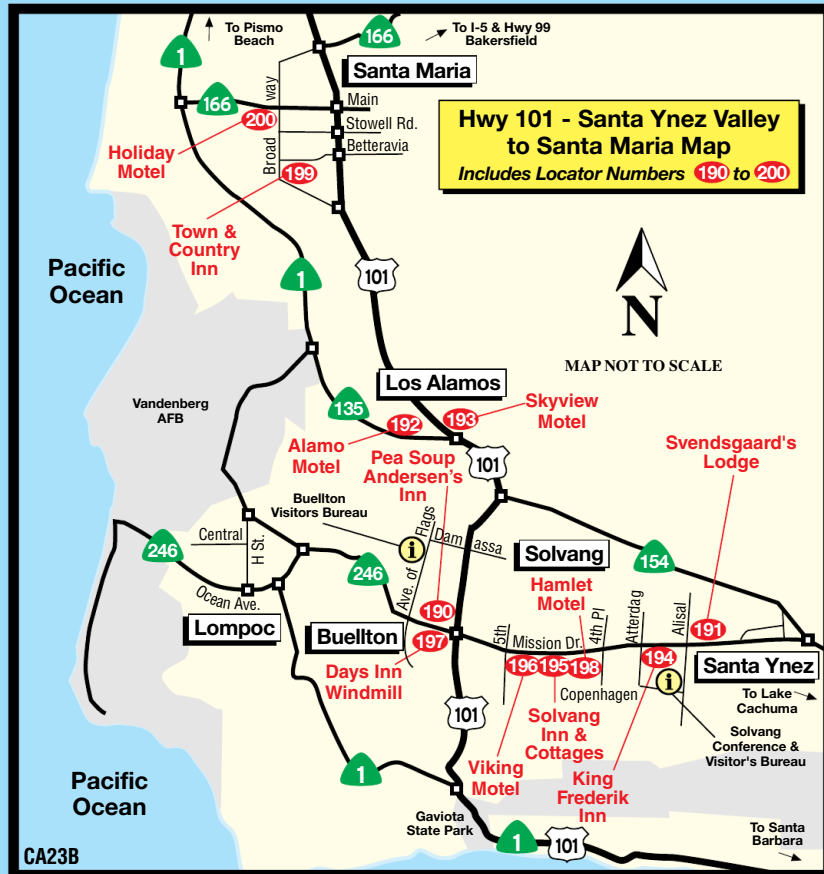 To Pismo
Beach
166
To I-5 & Hwy 99
Bakersfield
1
Santa Maria
166
way
Main
200
Stowell Rd.
Holiday
Motel
Broad
Betteravia
199
Hwy 101 - Santa Ynez Valley
to Santa Maria Map
Includes Locator Numbers 190 to 200
Town &
Country
Inn
Pacific
Ocean
1
101
N
MAP NOT TO SCALE
Los Alamos
Vandenberg
AFB
135
192
193
Skyview
Motel
Alamo
Motel
Pea Soup
Andersen's
Inn
101
Svendsgaard's
Lodge
Buellton
Visitors Bureau
Flags
Ave. of
i
Dam assa
Central
H St.
246
Ocean Ave.
246
Solvang
154
Hamlet
Motel
Lompoc
Buellton
190
197
Days Inn
Windmill
5th
Mission Dr.
4th Pl
Atterdag
Alisal
191
196
195
198
194
Santa Ynez
Copenhagen
i
To Lake
Cachuma
101
Solvang
Inn &
Cottages
Solvang
Conference &
Visitor's Bureau
Viking
Motel
King
Frederik
Inn
Pacific
Ocean
1
Gaviota
State Park
1
101
To Santa
Barbara
CA23B